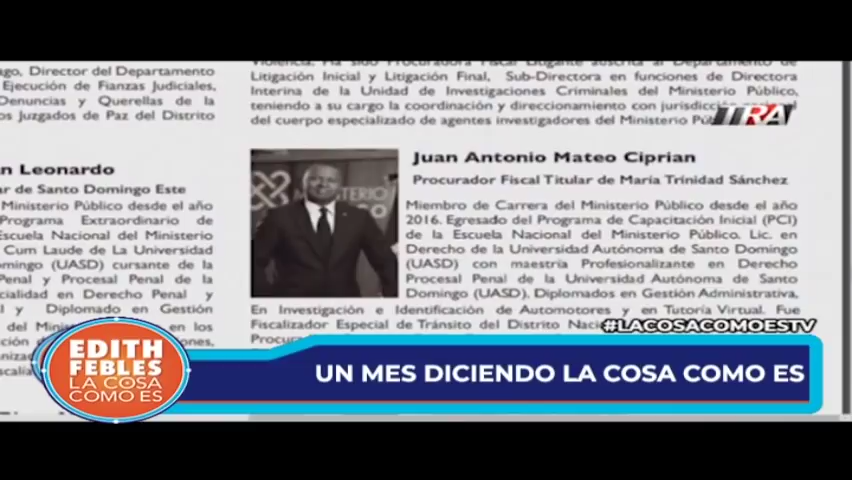 Violencia. Ha sido Procuradora Fiscal
ago, Director del Departamento
Ejecución de Fianzas Judiciales,
Denuncias y Querellas de la
os Juzgados de Paz del Distrito
Litigación Inicial y Litigación Final, Sub-Directora en funciones de Directora
Interina de la Unidad de Investigaciones Criminales del Ministerio Público,
teniendo a su cargo la coordinación y direccionamiento con jurisdicción
del cuerpo especializado de agentes investigadores del Ministerio
TRA
n Leonardo
ar de Santo Domingo Este
Ministerio Público desde el año
Programa Extraordinario de
Escuela Nacional del Ministerio
Cum Laude de La Universidad
mingo (UASD) cursante de la
Penal y Procesal Penal de la
cialidad en Derecho Penal y
l y Diplomado en Gestión
en los
MINISTERIO
Juan Antonio Mateo Ciprian
Procurador Fiscal Titular de María Trinidad Sánchez
Miembro de Carrera del Ministerio Público desde el año
2016. Egresado del Programa de Capacitación Inicial (PCI)
de la Escuela Nacional del Ministerio Público. Lic. en
Derecho de la Universidad Autónoma de Santo Domingo
(UASD) con maestría Profesionalizante en Derecho
Procesal Penal de la Universidad Autónoma de Santo
Domingo (UASD). Diplomados en Gestión Administrativa,
En Investigación e Identificación de Automotores y en Tutoría Virtual. Fue
Fiscalizador Especial de Tránsito del Distrito
#LACOSACOMOESTV
EDITH
FEBLES
LA COSA
COMO ES
UN MES DICIENDO LA COSA COMO ES